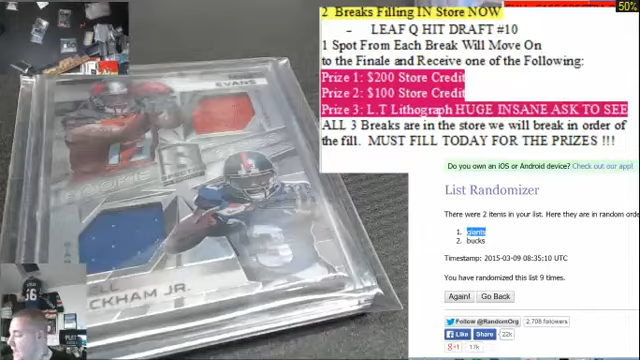 50%
2 Breaks Filling IN Store NOW
- LEAF Q HIT DRAFT #10
1 Spot From Each Break Will Move On
to the Finale and Receive one of the Following:
Prize 1: $200 Store Credit
Prize 2: $100 Store Credit
Prize 3: L.T Lithograph HUGE INSANE ASK TO SEE
ALL 3 Breaks are in the store we will break in order of
the fill. MUST FILL TODAY FOR THE PRIZES !!!
EVANS
CKHAM JR.
56
Do you own an iOS or Android device? Check out our app!
List Randomizer
There were 2 items in your list. Here they are in random orde
1. giants
2. bucks
Timestamp: 2015-03-09 08:35:10 UTC
You have randomized this list 9 times.
Again! Go Back
Follow @RandomOrg 2,708 followers
Like Share 22k
g+1 17k